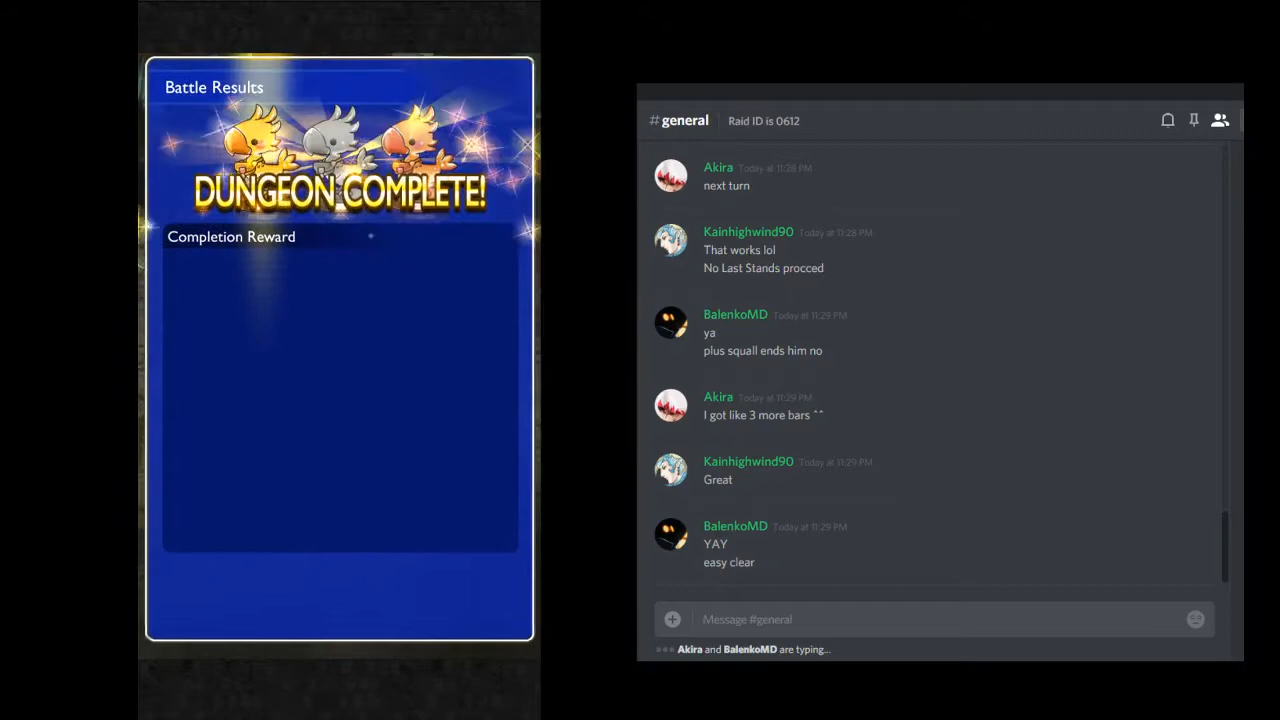 Battle Results
DUNGEON COMPLETE!
Completion Reward
#general
Raid ID is 0612
Akira Today at 11:28 PM
next turn
Kainhighwind90 Today at 11:28 PM
That works lol
No Last Stands procced
BalenkoMD Today at 11:29 PM
ya
plus squall ends him no
Akira Today at 11:29 PM
I got like 3 more bars ^^
Kainhighwind90 Today at 11:29 PM
Great
BalenkoMD Today at 11:29 PM
YAY
easy clear
Message #general
Akira and BalenkoMD are typing...